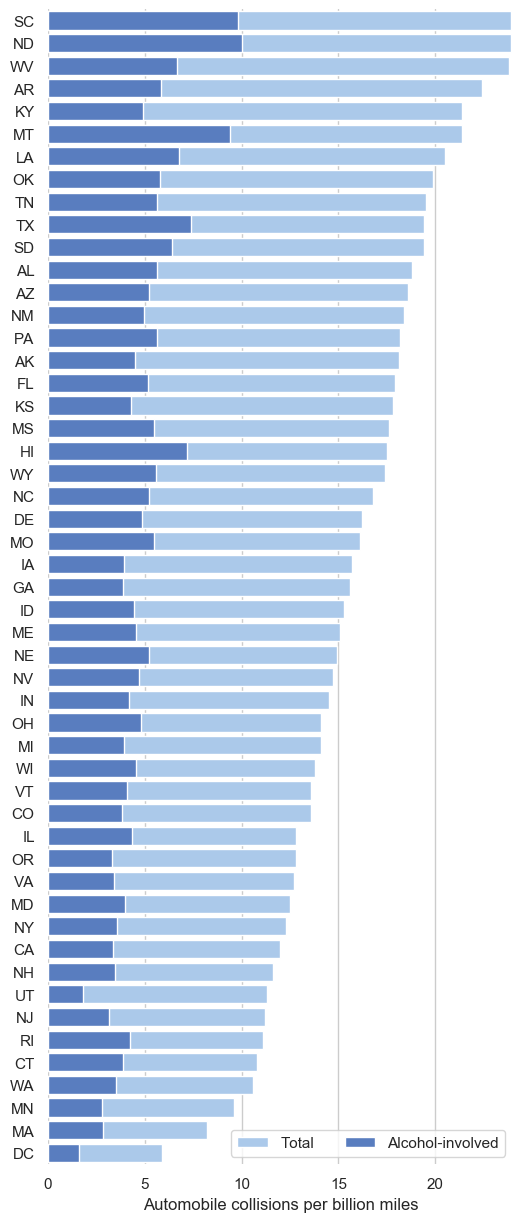 SC
ND
WV
AR
KY
MT
LA
OK
TN
TX
SD
AL
AZ
NM
PA
AK
FL
KS
MS
HI
WY
NC
DE
MO
IA
GA
ID
ME
NE
NV
IN
OH
MI
WI
VT
CO
IL
OR
VA
MD
NY
CA
NH
UT
NJ
RI
CT
WA
MN
MA
DC
Total Alcohol-involved
0 5 10 15 20
Automobile collisions per billion miles